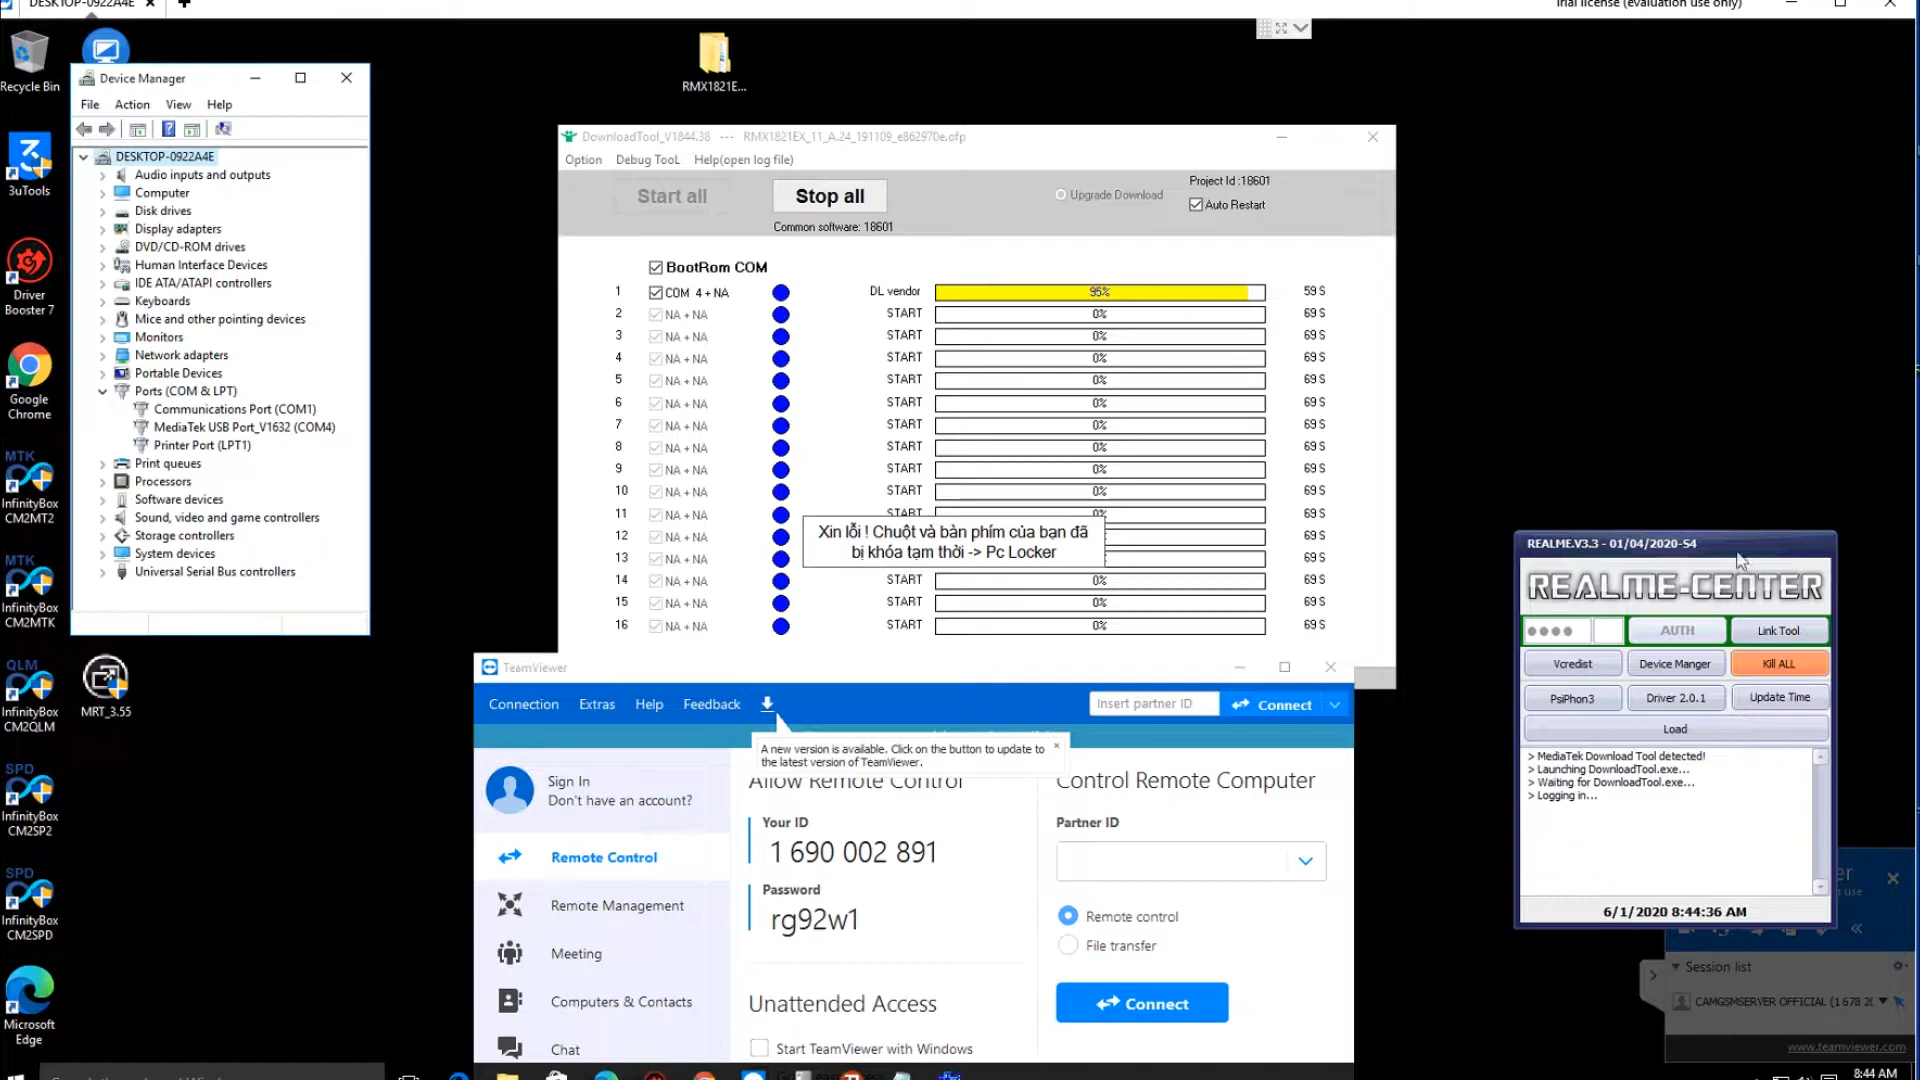 DESKTOP-0922A4E
Trial license (evaluation use only)
Recycle Bin
3uTools
Driver
Booster 7
Google
Chrome
MTK
InfinityBox
CM2MT2
MTK
InfinityBox
CM2MTK
QLM
InfinityBox
CM2QLM
SPD
InfinityBox
CM2SP2
SPD
InfinityBox
CM2SPD
Microsoft
Edge
MRT_3.55
RMX1821E...
Device Manager
File Action View Help
DESKTOP-0922A4E
Audio inputs and outputs
Computer
Disk drives
Display adapters
DVD/CD-ROM drives
Human Interface Devices
IDE ATA/ATAPI controllers
Keyboards
Mice and other pointing devices
Monitors
Network adapters
Portable Devices
Ports (COM & LPT)
Communications Port (COM1)
MediaTek USB Port_V1632 (COM4)
Printer Port (LPT1)
Print queues
Processors
Software devices
Sound, video and game controllers
Storage controllers
System devices
Universal Serial Bus controllers
DownloadTool_V1844.38 --- RMX1821EX_11_A.24_191109_e862970e.ofp
Option Debug TooL Help(open log file)
Start all Stop all Upgrade Download Project Id :18601
Auto Restart
Common software: 18601
BootRom COM
1 COM 4 + NA DL vendor 95% 59 S
2 NA + NA START 0% 69 S
3 NA + NA START 0% 69 S
4 NA + NA START 0% 69 S
5 NA + NA START 0% 69 S
6 NA + NA START 0% 69 S
7 NA + NA START 0% 69 S
8 NA + NA START 0% 69 S
9 NA + NA START 0% 69 S
10 NA + NA START 0% 69 S
11 NA + NA START 0% 69 S
12 NA + NA 69 S
13 NA + NA 69 S
14 NA + NA START 0% 69 S
15 NA + NA START 0% 69 S
16 NA + NA START 0% 69 S
Xin lỗi ! Chuột và bàn phím của bạn đã
bị khóa tạm thời -> Pc Locker
TeamViewer
Connection Extras Help Feedback Insert partner ID Connect
A new version is available. Click on the button to update to
the latest version of TeamViewer.
Sign In
Don't have an account?
Remote Control
Remote Management
Meeting
Computers & Contacts
Chat
Allow Remote Control
Your ID
1 690 002 891
Password
rg92w1
Unattended Access
Start TeamViewer with Windows
Control Remote Computer
Partner ID
Remote control
File transfer
Connect
REALME.V3.3 - 01/04/2020-S4
REALME-CENTER
AUTH Link Tool
Vcredist Device Manger Kill ALL
PsiPhon3 Driver 2.0.1 Update Time
Load
> MediaTek Download Tool detected!
> Launching DownloadTool.exe...
> Waiting for DownloadTool.exe...
> Logging in...
6/1/2020 8:44:36 AM
Session list
CAMGSMSERVER OFFICIAL (1 678 2
www.teamviewer.com
8:44 AM